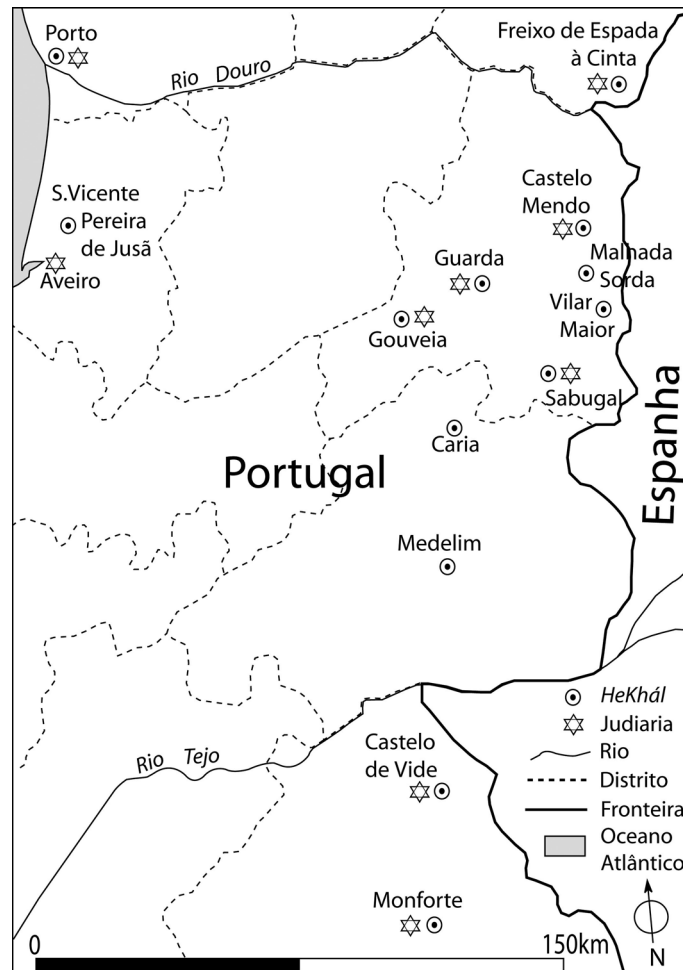 Porto
Rio Douro
Freixo de Espada
à Cinta
S.Vicente
Pereira
de Jusã
Aveiro
Castelo
Mendo
Guarda
Malhada
Sorda
Vilar
Maior
Gouveia
Sabugal
Caria
Portugal
Espanha
Medelim
Rio Tejo
Castelo
de Vide
Monforte
HeKhál
Judiaria
Rio
Distrito
Fronteira
Oceano
Atlântico
N
0 150km